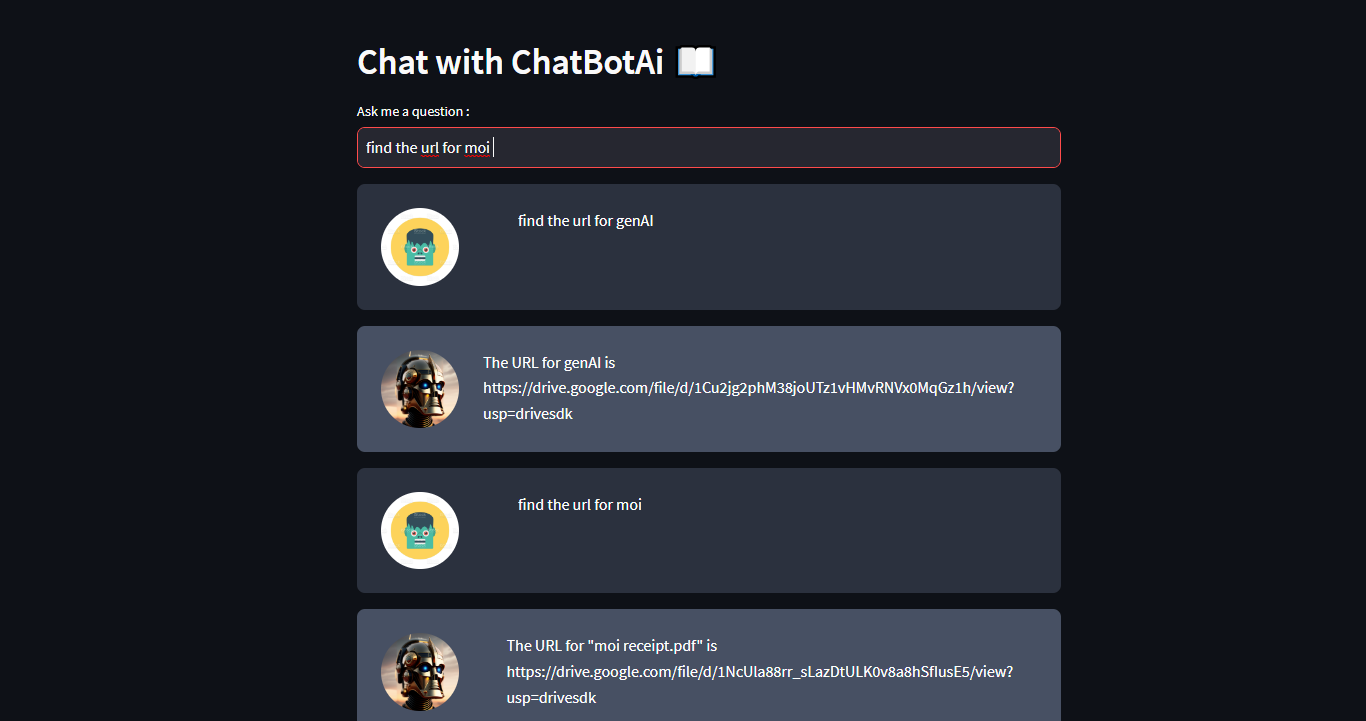 Chat with ChatBotAi
Ask me a question :
find the url for moi
find the url for genAI
The URL for genAI is
https://drive.google.com/file/d/1Cu2jg2phM38joUTz1vHMvRNVx0MqGz1h/view?
usp=drivesdk
find the url for moi
The URL for "moi receipt.pdf" is
https://drive.google.com/file/d/1NcUla88rr_sLazDtULK0v8a8hSfIusE5/view?
usp=drivesdk